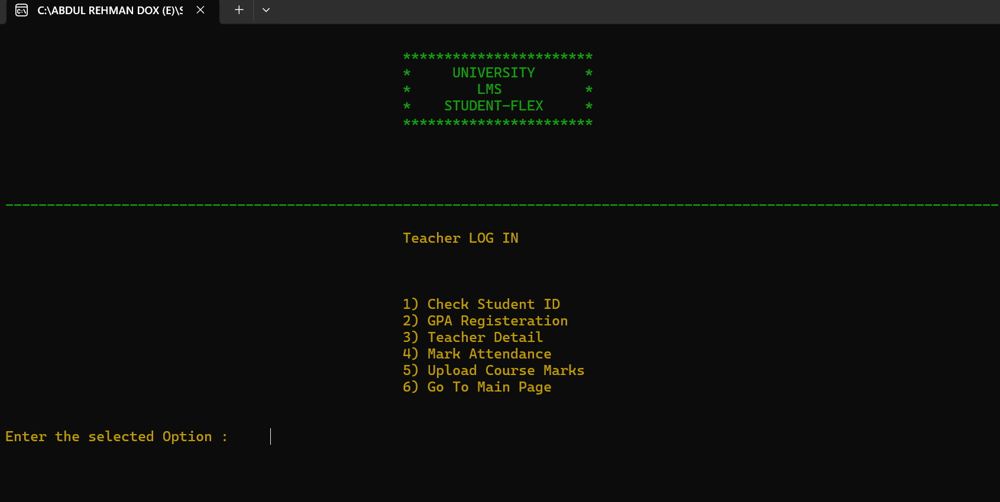 C:\ABDUL REHMAN DOX (E)\S
***********************
* UNIVERSITY *
* LMS *
* STUDENT-FLEX *
***********************
------------------------------------------------------------------------------------------------------------------------
Teacher LOG IN
1) Check Student ID
2) GPA Registeration
3) Teacher Detail
4) Mark Attendance
5) Upload Course Marks
6) Go To Main Page
Enter the selected Option :